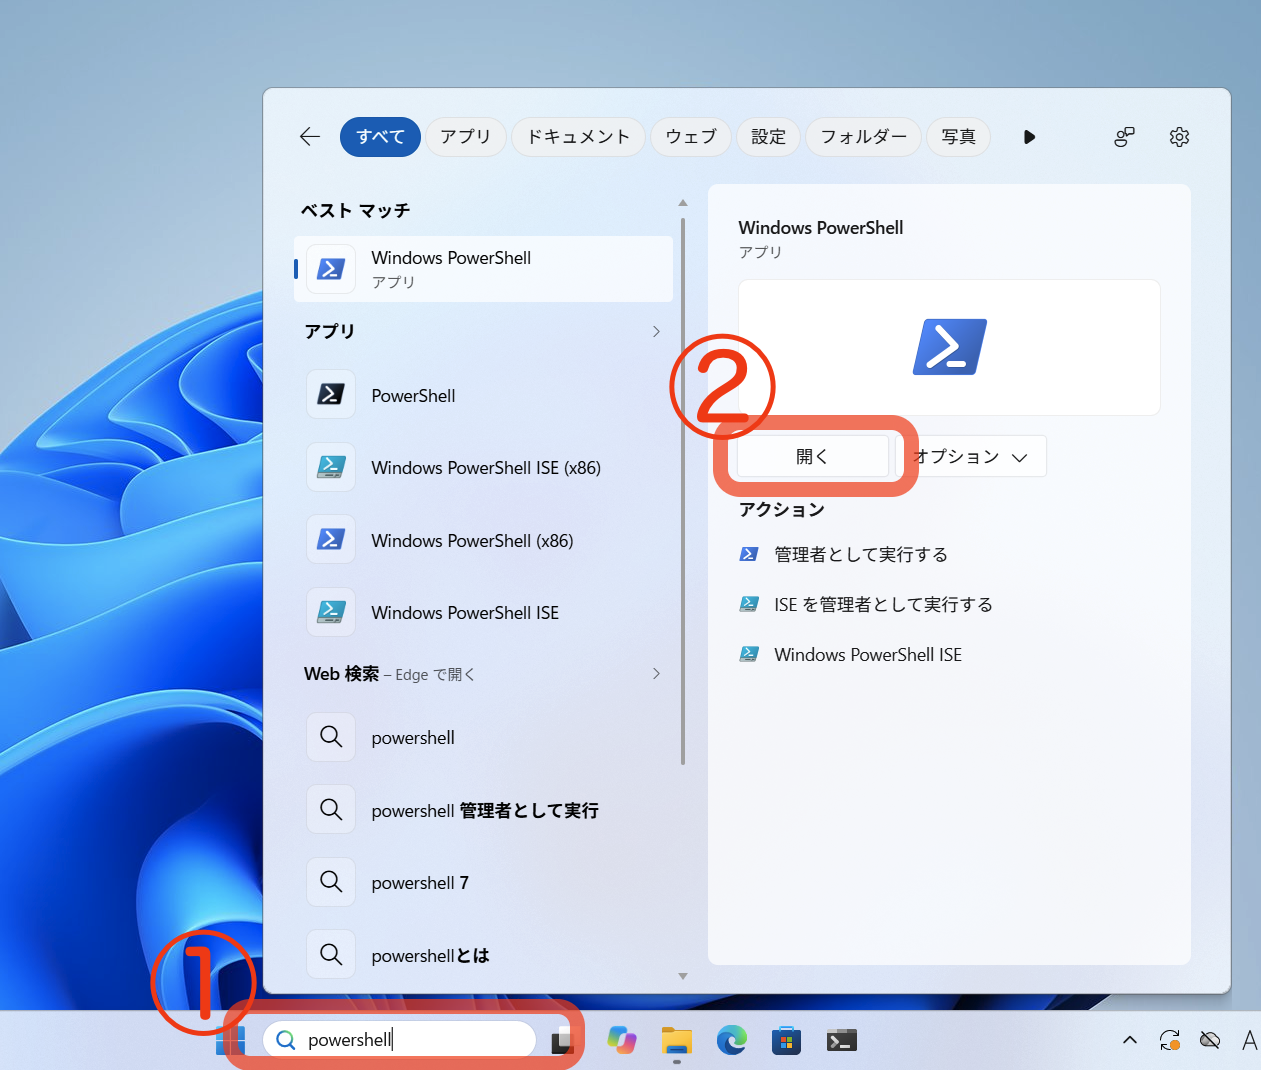 すべて
アプリ
ドキュメント
ウェブ
設定
フォルダー
写真
ベスト マッチ
Windows PowerShell
アプリ
アプリ
PowerShell
Windows PowerShell ISE (x86)
Windows PowerShell (x86)
Windows PowerShell ISE
Web 検索 – Edge で開く
powershell
powershell 管理者として実行
powershell 7
powershellとは
Windows PowerShell
アプリ
②
開く
オプション
アクション
管理者として実行する
ISE を管理者として実行する
Windows PowerShell ISE
①
powershell
A